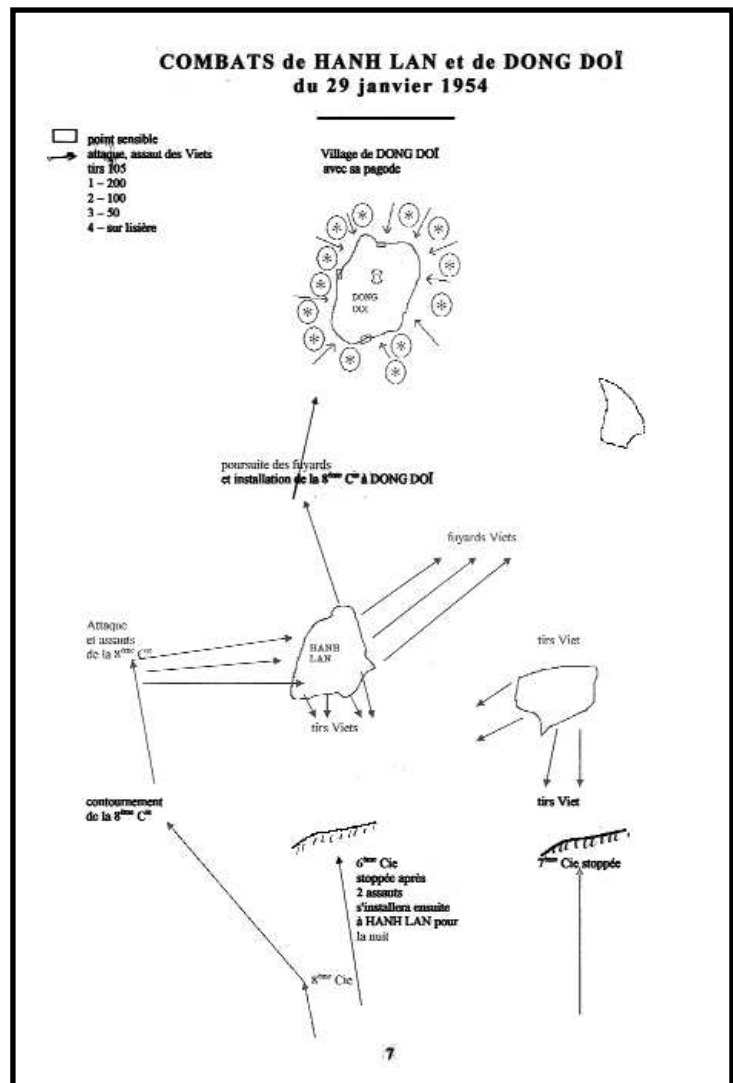 COMBATS de HANH LAN et de DONG DOÏ
du 29 janvier 1954
point sensible
attaque, assaut des Viets
tirs 105
1 – 200
2 – 100
3 – 50
4 – sur lisière
Village de DONG DOÏ
avec sa pagode
DONG
DOI
poursuite des fuyards
et installation de la 8ème Cie à DONG DOÏ
fuyards Viets
Attaque
et assauts
de la 8ème Cie
HANH
LAN
tirs Viet
tirs Viets
contournement
de la 8ème Cie
tirs Viet
6ème Cie
stoppée après
2 assauts
s'installera ensuite
à HANH LAN pour
la nuit
7ème Cie stoppée
8ème Cie
7